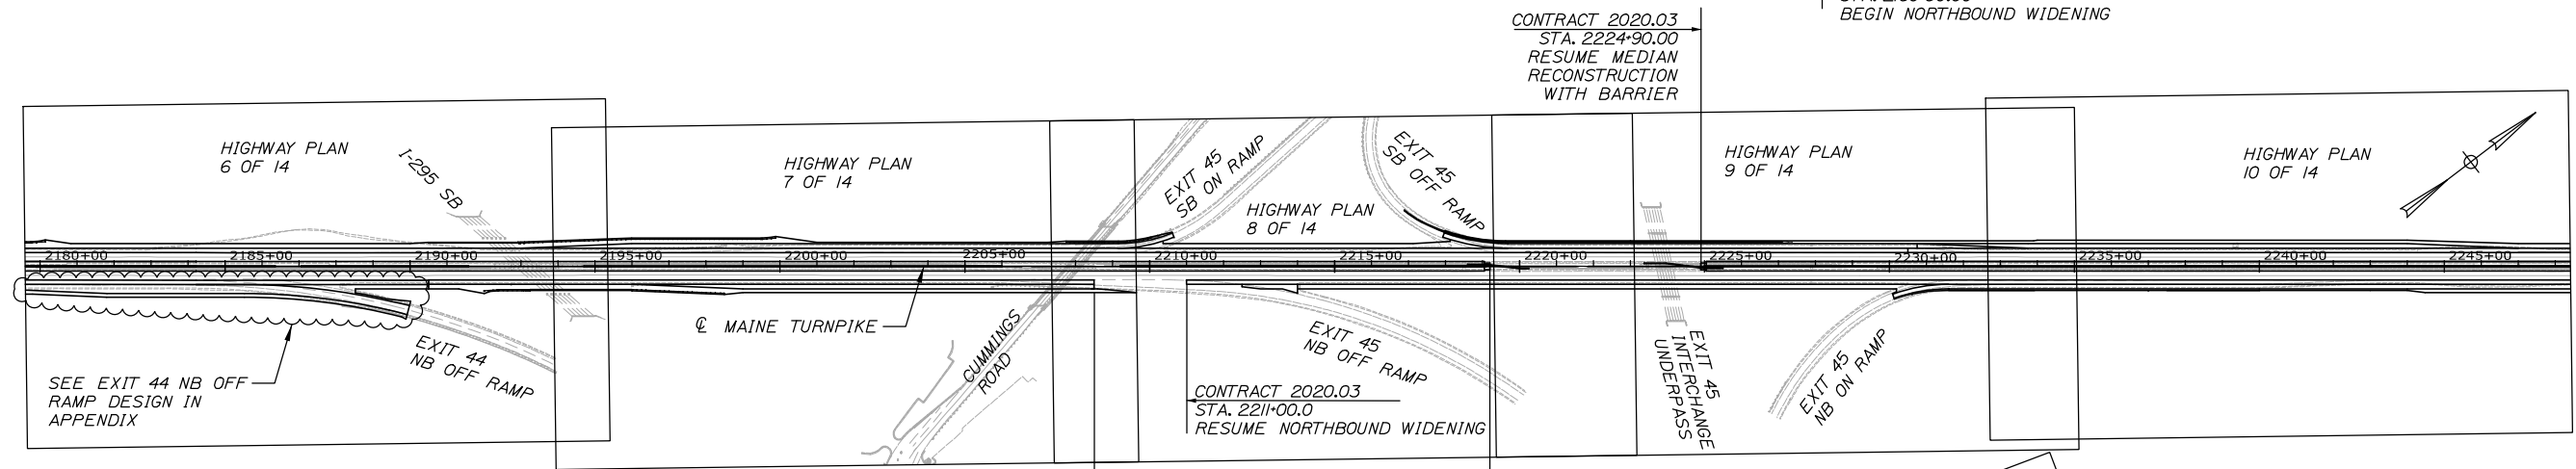 BEGIN NORTHBOUND WIDENING
CONTRACT 2020.03
STA. 2224+90.00
RESUME MEDIAN
RECONSTRUCTION
WITH BARRIER
HIGHWAY PLAN
6 OF 14
I-295 SB
HIGHWAY PLAN
7 OF 14
EXIT 45
SB ON RAMP
HIGHWAY PLAN
8 OF 14
EXIT 45
SB OFF RAMP
HIGHWAY PLAN
9 OF 14
HIGHWAY PLAN
10 OF 14
2180+00
2185+00
2190+00
2195+00
2200+00
2205+00
2210+00
2215+00
2220+00
2225+00
2230+00
2235+00
2240+00
2245+00
℄ MAINE TURNPIKE
EXIT 44
NB OFF RAMP
SEE EXIT 44 NB OFF
RAMP DESIGN IN
APPENDIX
CUMMINGS
ROAD
EXIT 45
NB OFF RAMP
CONTRACT 2020.03
STA. 2211+00.0
RESUME NORTHBOUND WIDENING
EXIT 45
INTERCHANGE
UNDERPASS
EXIT 45
NB ON RAMP